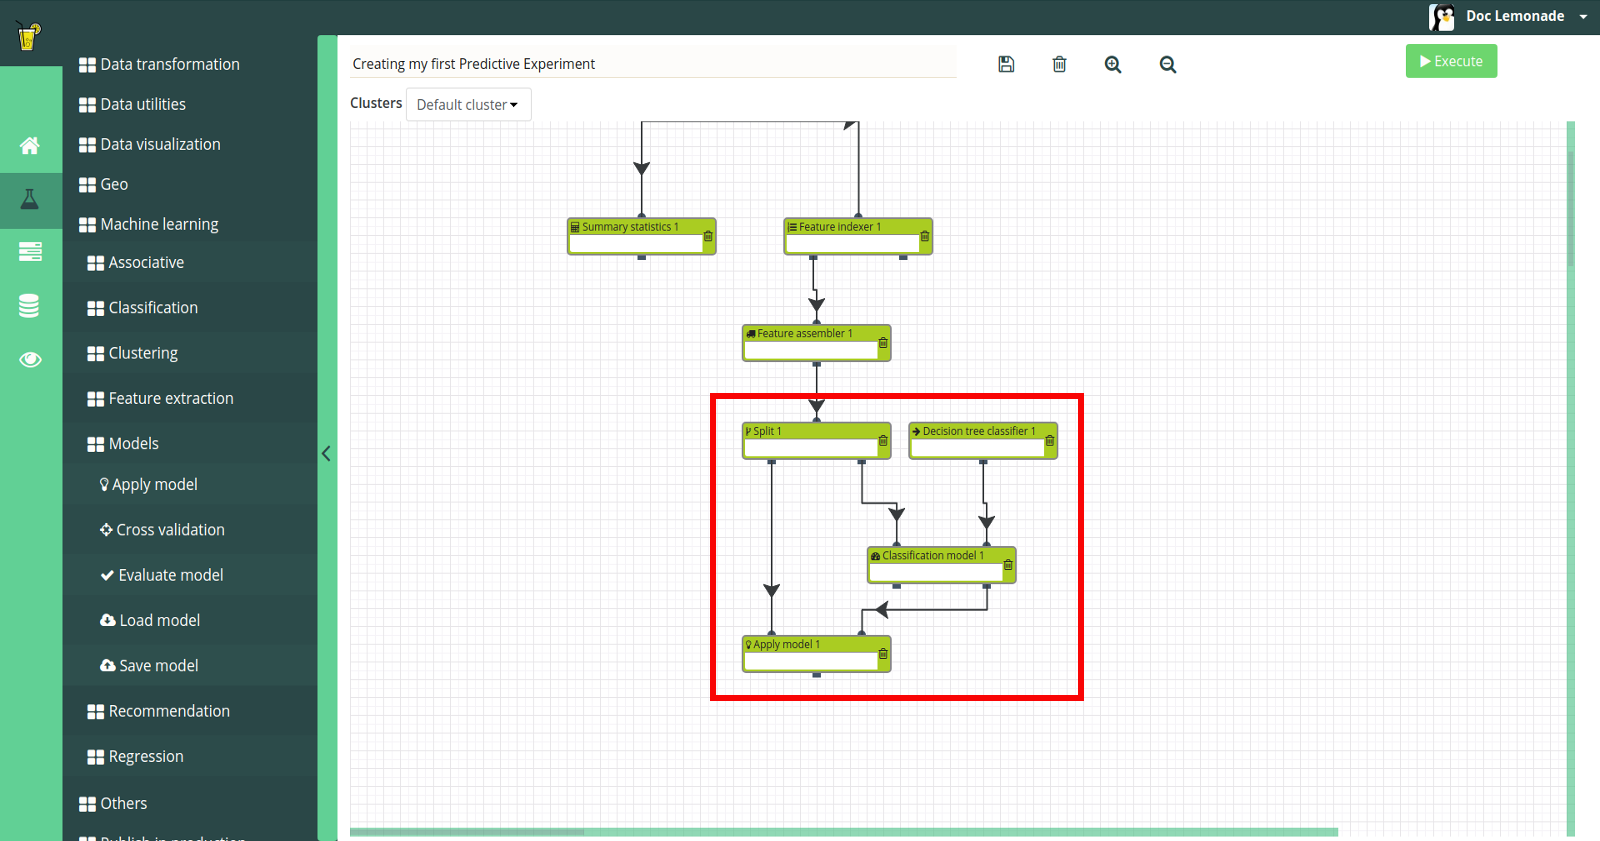 Doc Lemonade
Data transformation
Data utilities
Data visualization
Geo
Machine learning
Associative
Classification
Clustering
Feature extraction
Models
Apply model
Cross validation
Evaluate model
Load model
Save model
Recommendation
Regression
Others
Publish in production
Creating my first Predictive Experiment
Execute
Clusters Default cluster
Summary statistics 1
Feature indexer 1
Feature assembler 1
Split 1
Decision tree classifier 1
Classification model 1
Apply model 1